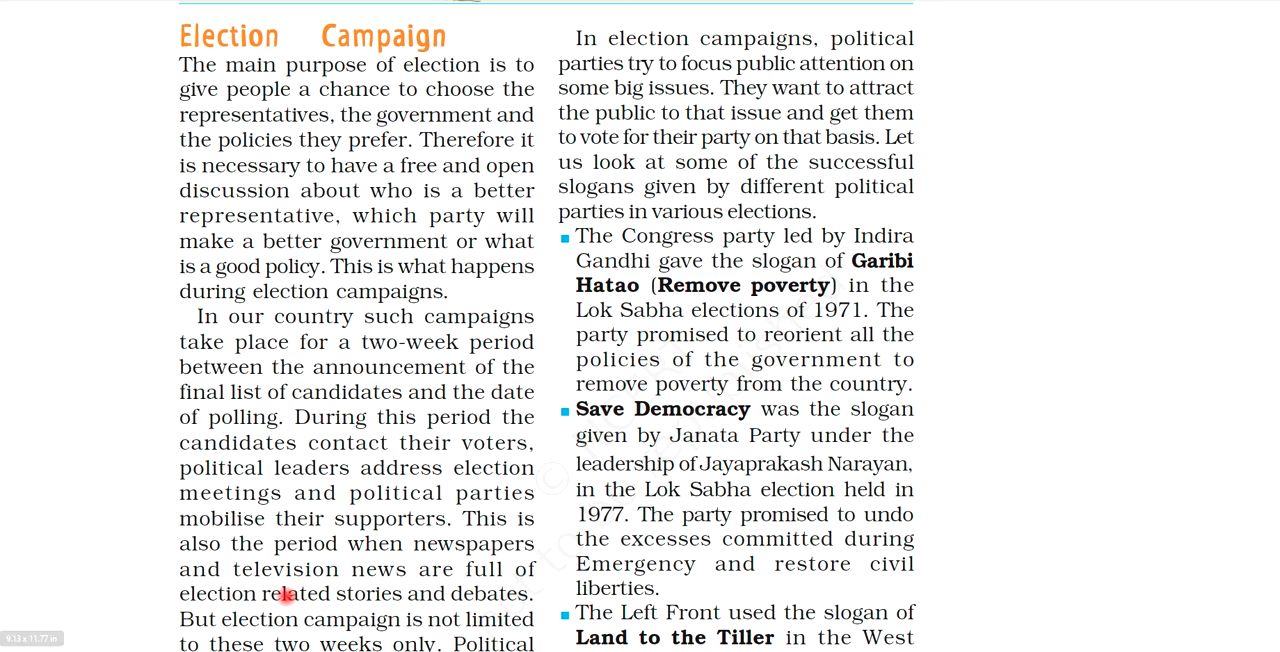 Election Campaign
The main purpose of election is to
give people a chance to choose the
representatives, the government and
the policies they prefer. Therefore it
is necessary to have a free and open
discussion about who is a better
representative, which party will
make a better government or what
is a good policy. This is what happens
during election campaigns.
In our country such campaigns
take place for a two-week period
between the announcement of the
final list of candidates and the date
of polling. During this period the
candidates contact their voters,
political leaders address election
meetings and political parties
mobilise their supporters. This is
also the period when newspapers
and television news are full of
election related stories and debates.
But election campaign is not limited
to these two weeks only. Political
In election campaigns, political
parties try to focus public attention on
some big issues. They want to attract
the public to that issue and get them
to vote for their party on that basis. Let
us look at some of the successful
slogans given by different political
parties in various elections.
The Congress party led by Indira
Gandhi gave the slogan of Garibi
Hatao (Remove poverty) in the
Lok Sabha elections of 1971. The
party promised to reorient all the
policies of the government to
remove poverty from the country.
Save Democracy was the slogan
given by Janata Party under the
leadership of Jayaprakash Narayan,
in the Lok Sabha election held in
1977. The party promised to undo
the excesses committed during
Emergency and restore civil
liberties.
The Left Front used the slogan of
Land to the Tiller in the West
9.13 x 11.77 in